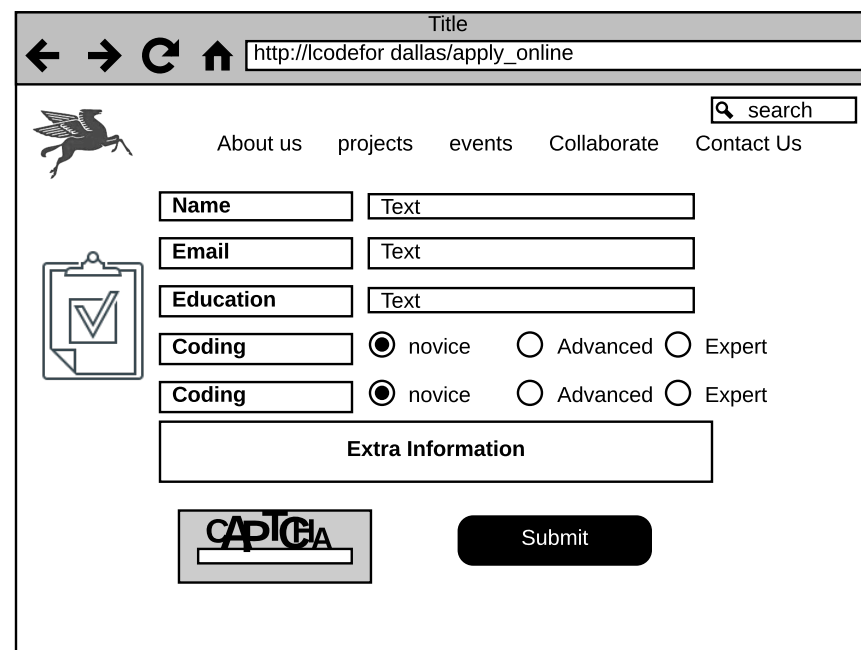 Title
http://lcodefor dallas/apply_online
search
About us projects events Collaborate Contact Us
Name Text
Email Text
Education Text
Coding novice Advanced Expert
Coding novice Advanced Expert
Extra Information
CAPTCHA
Submit